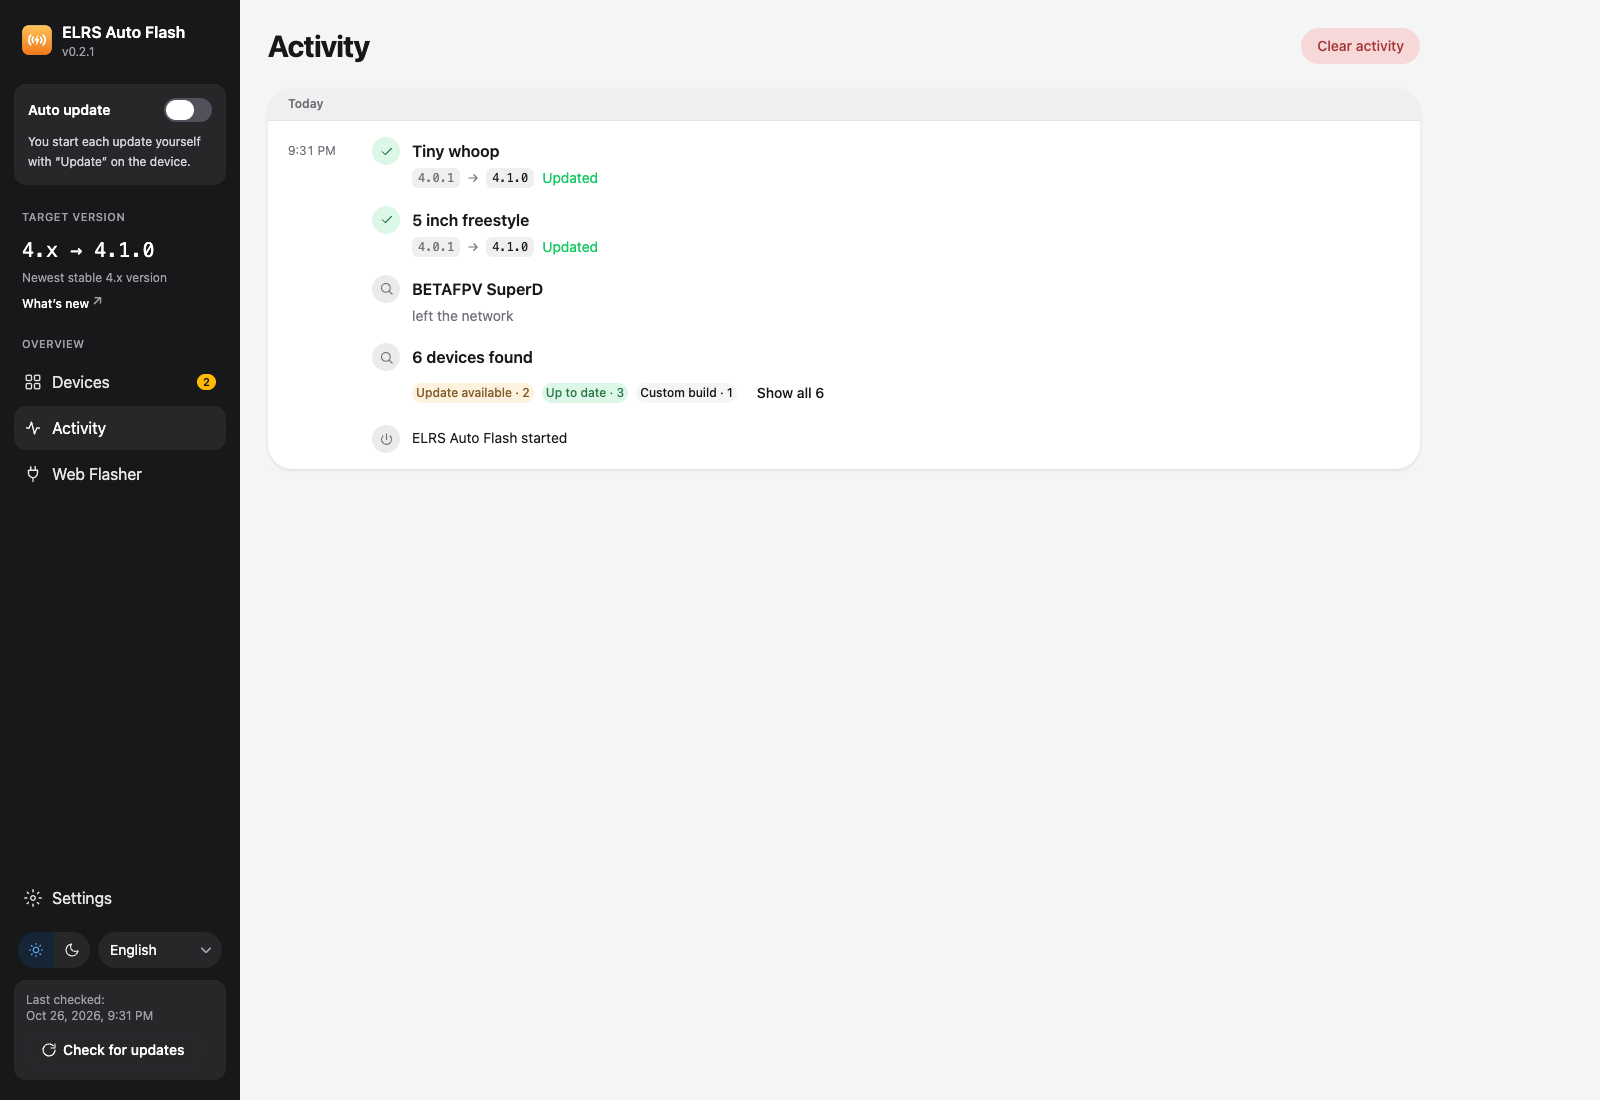 ELRS Auto Flash
v0.2.1
Auto update
You start each update yourself
with "Update" on the device.
TARGET VERSION
4.x → 4.1.0
Newest stable 4.x version
What's new ↗
OVERVIEW
Devices 2
Activity
Web Flasher
Settings
English
Last checked:
Oct 26, 2026, 9:31 PM
Check for updates
Activity
Clear activity
Today
9:31 PM
Tiny whoop
4.0.1 → 4.1.0 Updated
5 inch freestyle
4.0.1 → 4.1.0 Updated
BETAFPV SuperD
left the network
6 devices found
Update available · 2 Up to date · 3 Custom build · 1 Show all 6
ELRS Auto Flash started